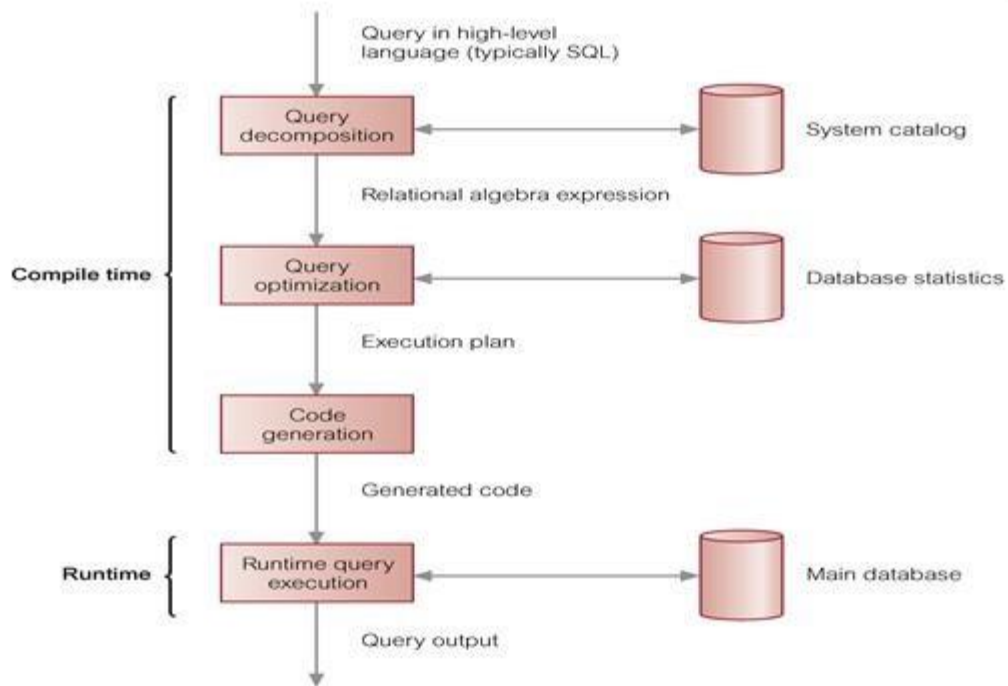 Query in high-level
language (typically SQL)
Query
decomposition
System catalog
Relational algebra expression
Compile time
Query
optimization
Database statistics
Execution plan
Code
generation
Generated code
Runtime
Runtime query
execution
Main database
Query output